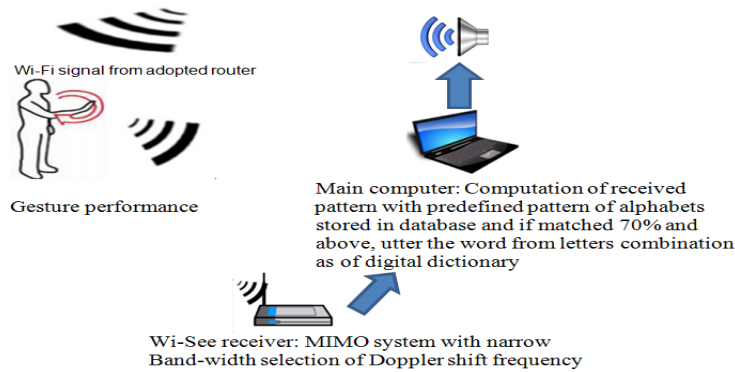 Wi-Fi signal from adopted router
Gesture performance
Main computer: Computation of received
pattern with predefined pattern of alphabets
stored in database and if matched 70% and
above, utter the word from letters combination
as of digital dictionary
Wi-See receiver: MIMO system with narrow
Band-width selection of Doppler shift frequency